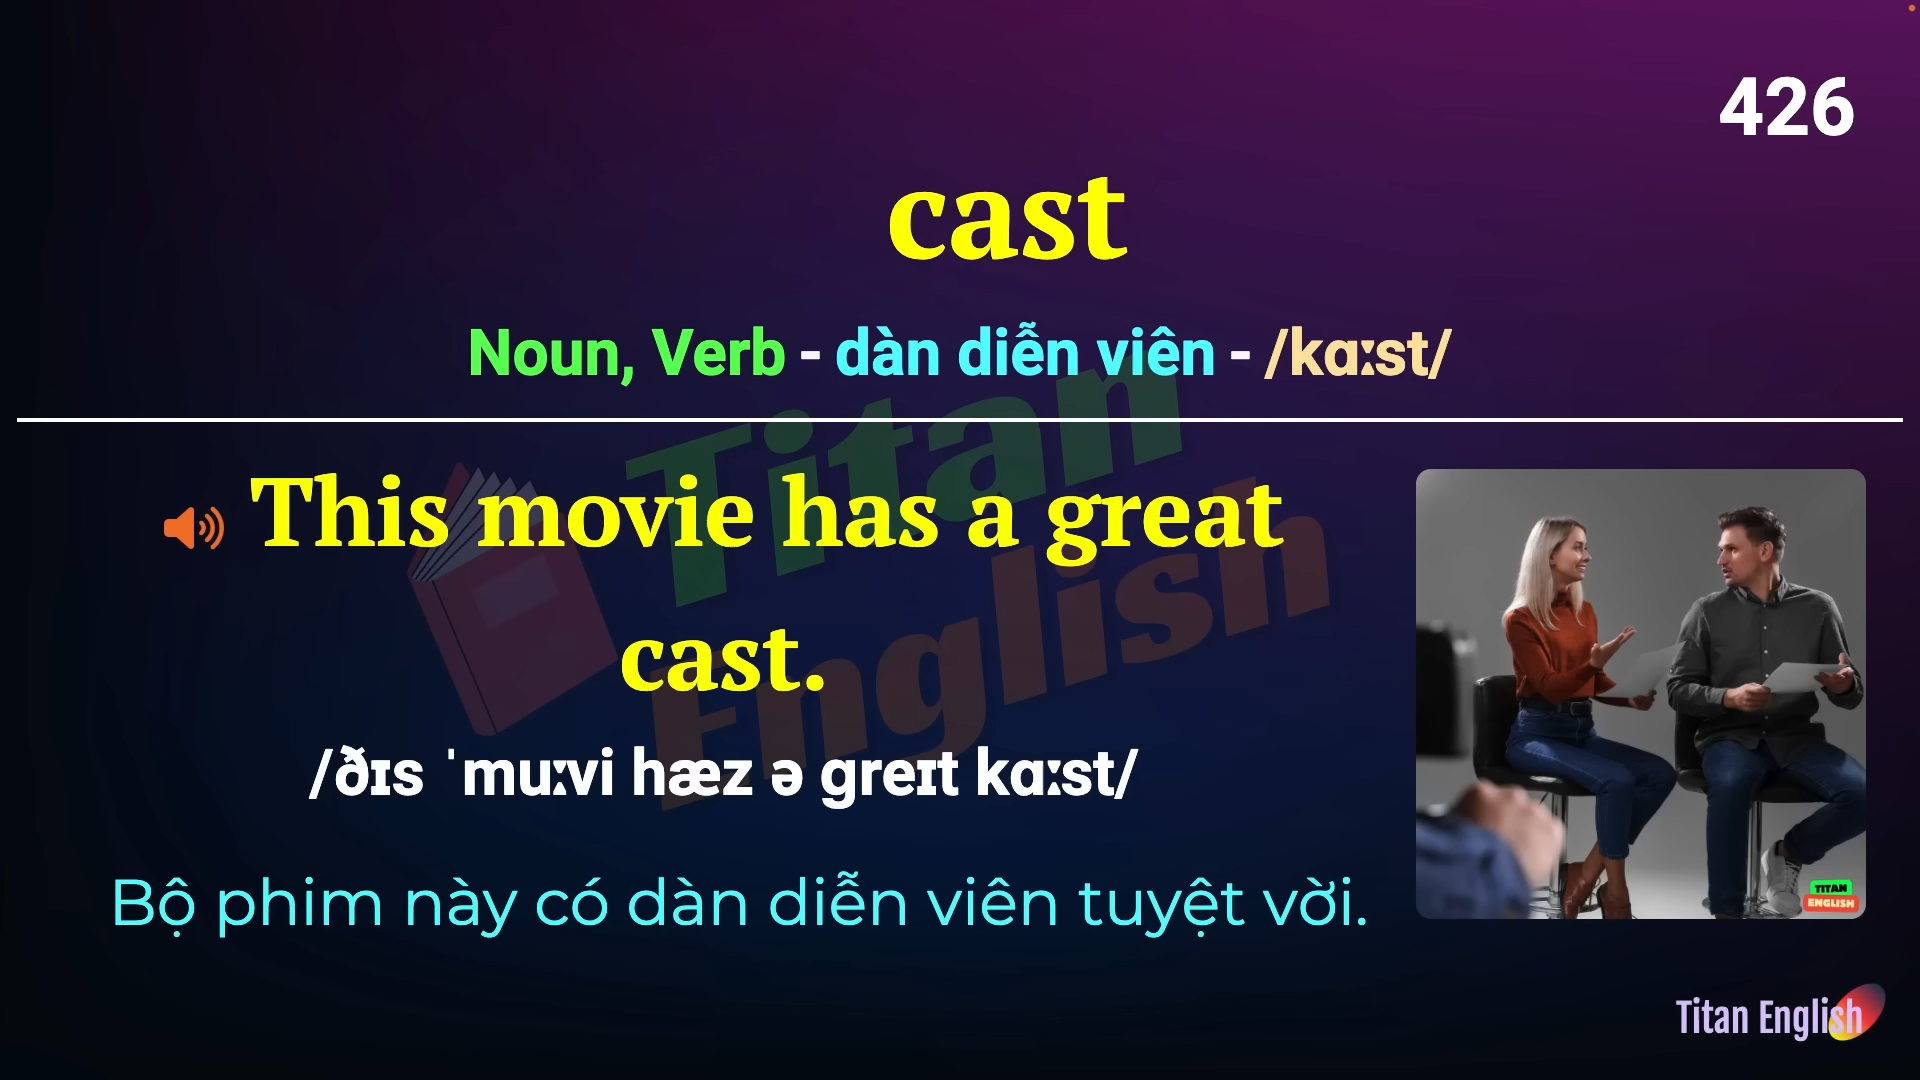 426
cast
Noun, Verb - dàn diễn viên - /kɑːst/
This movie has a great
cast.
/ðɪs ˈmuːvi hæz ə ɡreɪt kɑːst/
Bộ phim này có dàn diễn viên tuyệt vời.
Titan
English
TITAN
ENGLISH
Titan English